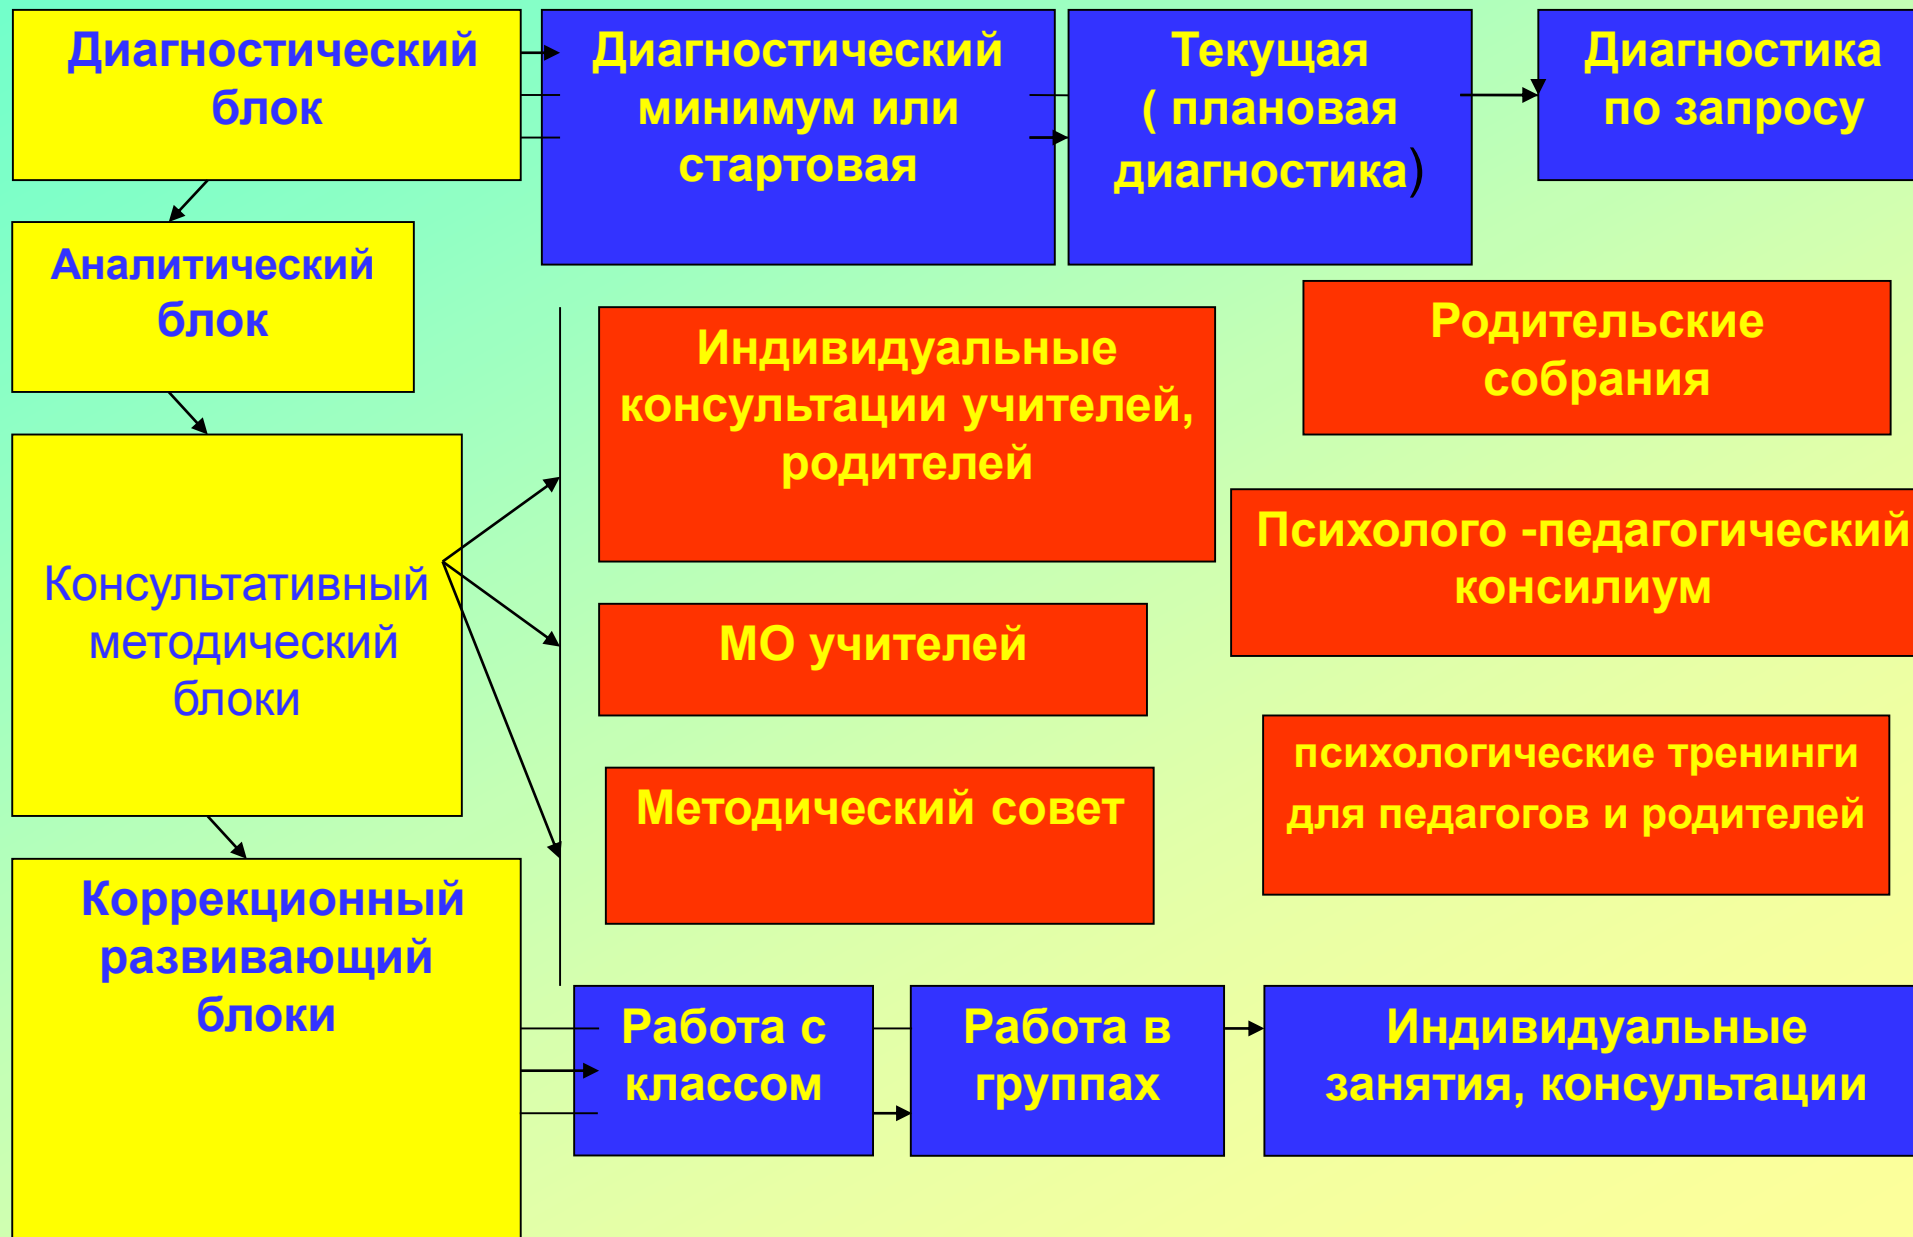 Диагностический
блок
Диагностический
минимум или
стартовая
Текущая
( плановая
диагностика)
Диагностика
по запросу
Аналитический
блок
Индивидуальные
консультации учителей,
родителей
Родительские
собрания
Консультативный
методический
блоки
Психолого -педагогический
консилиум
МО учителей
Методический совет
психологические тренинги
для педагогов и родителей
Коррекционный
развивающий
блоки
Работа с
классом
Работа в
группах
Индивидуальные
занятия, консультации